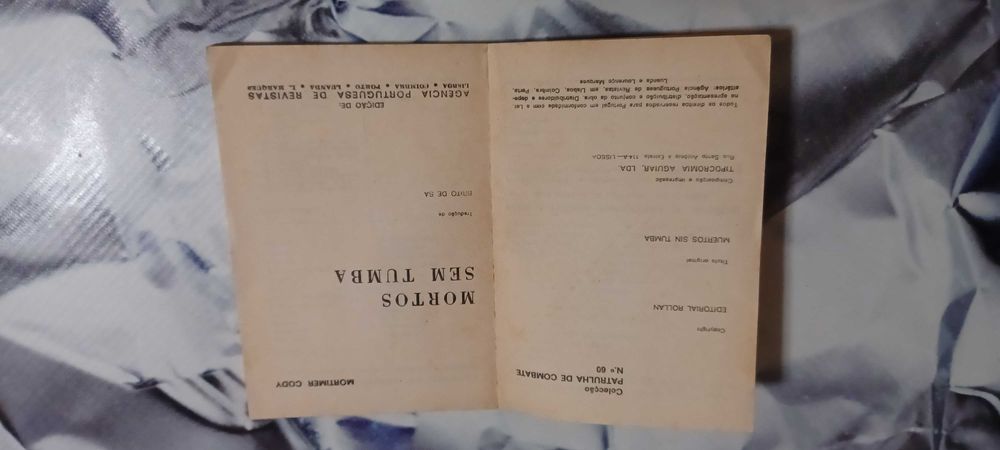 Colecção
PATRULHA DE COMBATE
N.º 60
Copyright
EDITORIAL ROLLAN
Título original
MUERTOS SIN TUMBA
Composição e impressão
TIPOCROMIA AGUIAR, LDA.
Rua Santo António à Estrela 114-A—LISBOA
Todos os direitos reservados para Portugal em conformidade com a Lei à
na apresentação, distribuição e conjunto da obra. Distribuidores e depo-
sitários: Agência Portuguesa de Revistas, em Lisboa, Coimbra, Porto,
Luanda e Lourenço Marques
MORTIMER CODY
MORTOS
SEM TUMBA
Tradução de
BRITO DE SÁ
EDIÇÃO DE:
AGÊNCIA PORTUGUESA DE REVISTAS
LISBOA * COIMBRA * PORTO * LUANDA * L. MARQUES